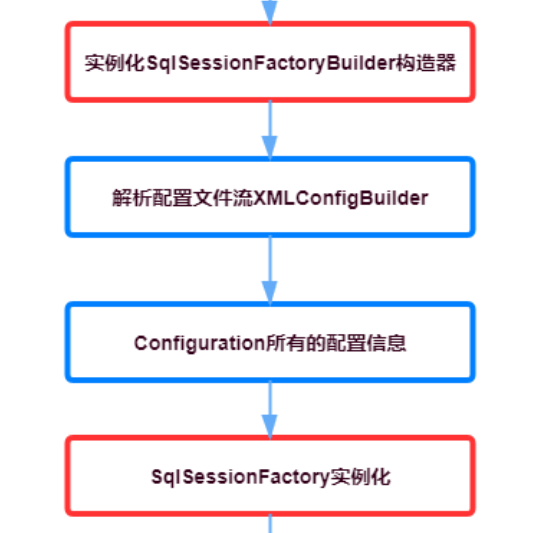 实例化SqlSessionFactoryBuilder构造器
解析配置文件流XMLConfigBuilder
Configuration所有的配置信息
SqlSessionFactory实例化